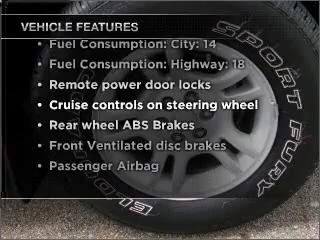 VEHICLE FEATURES
• Fuel Consumption: City: 14
• Fuel Consumption: Highway: 18
• Remote power door locks
• Cruise controls on steering wheel
• Rear wheel ABS Brakes
• Front Ventilated disc brakes
• Passenger Airbag
SPORT FURY